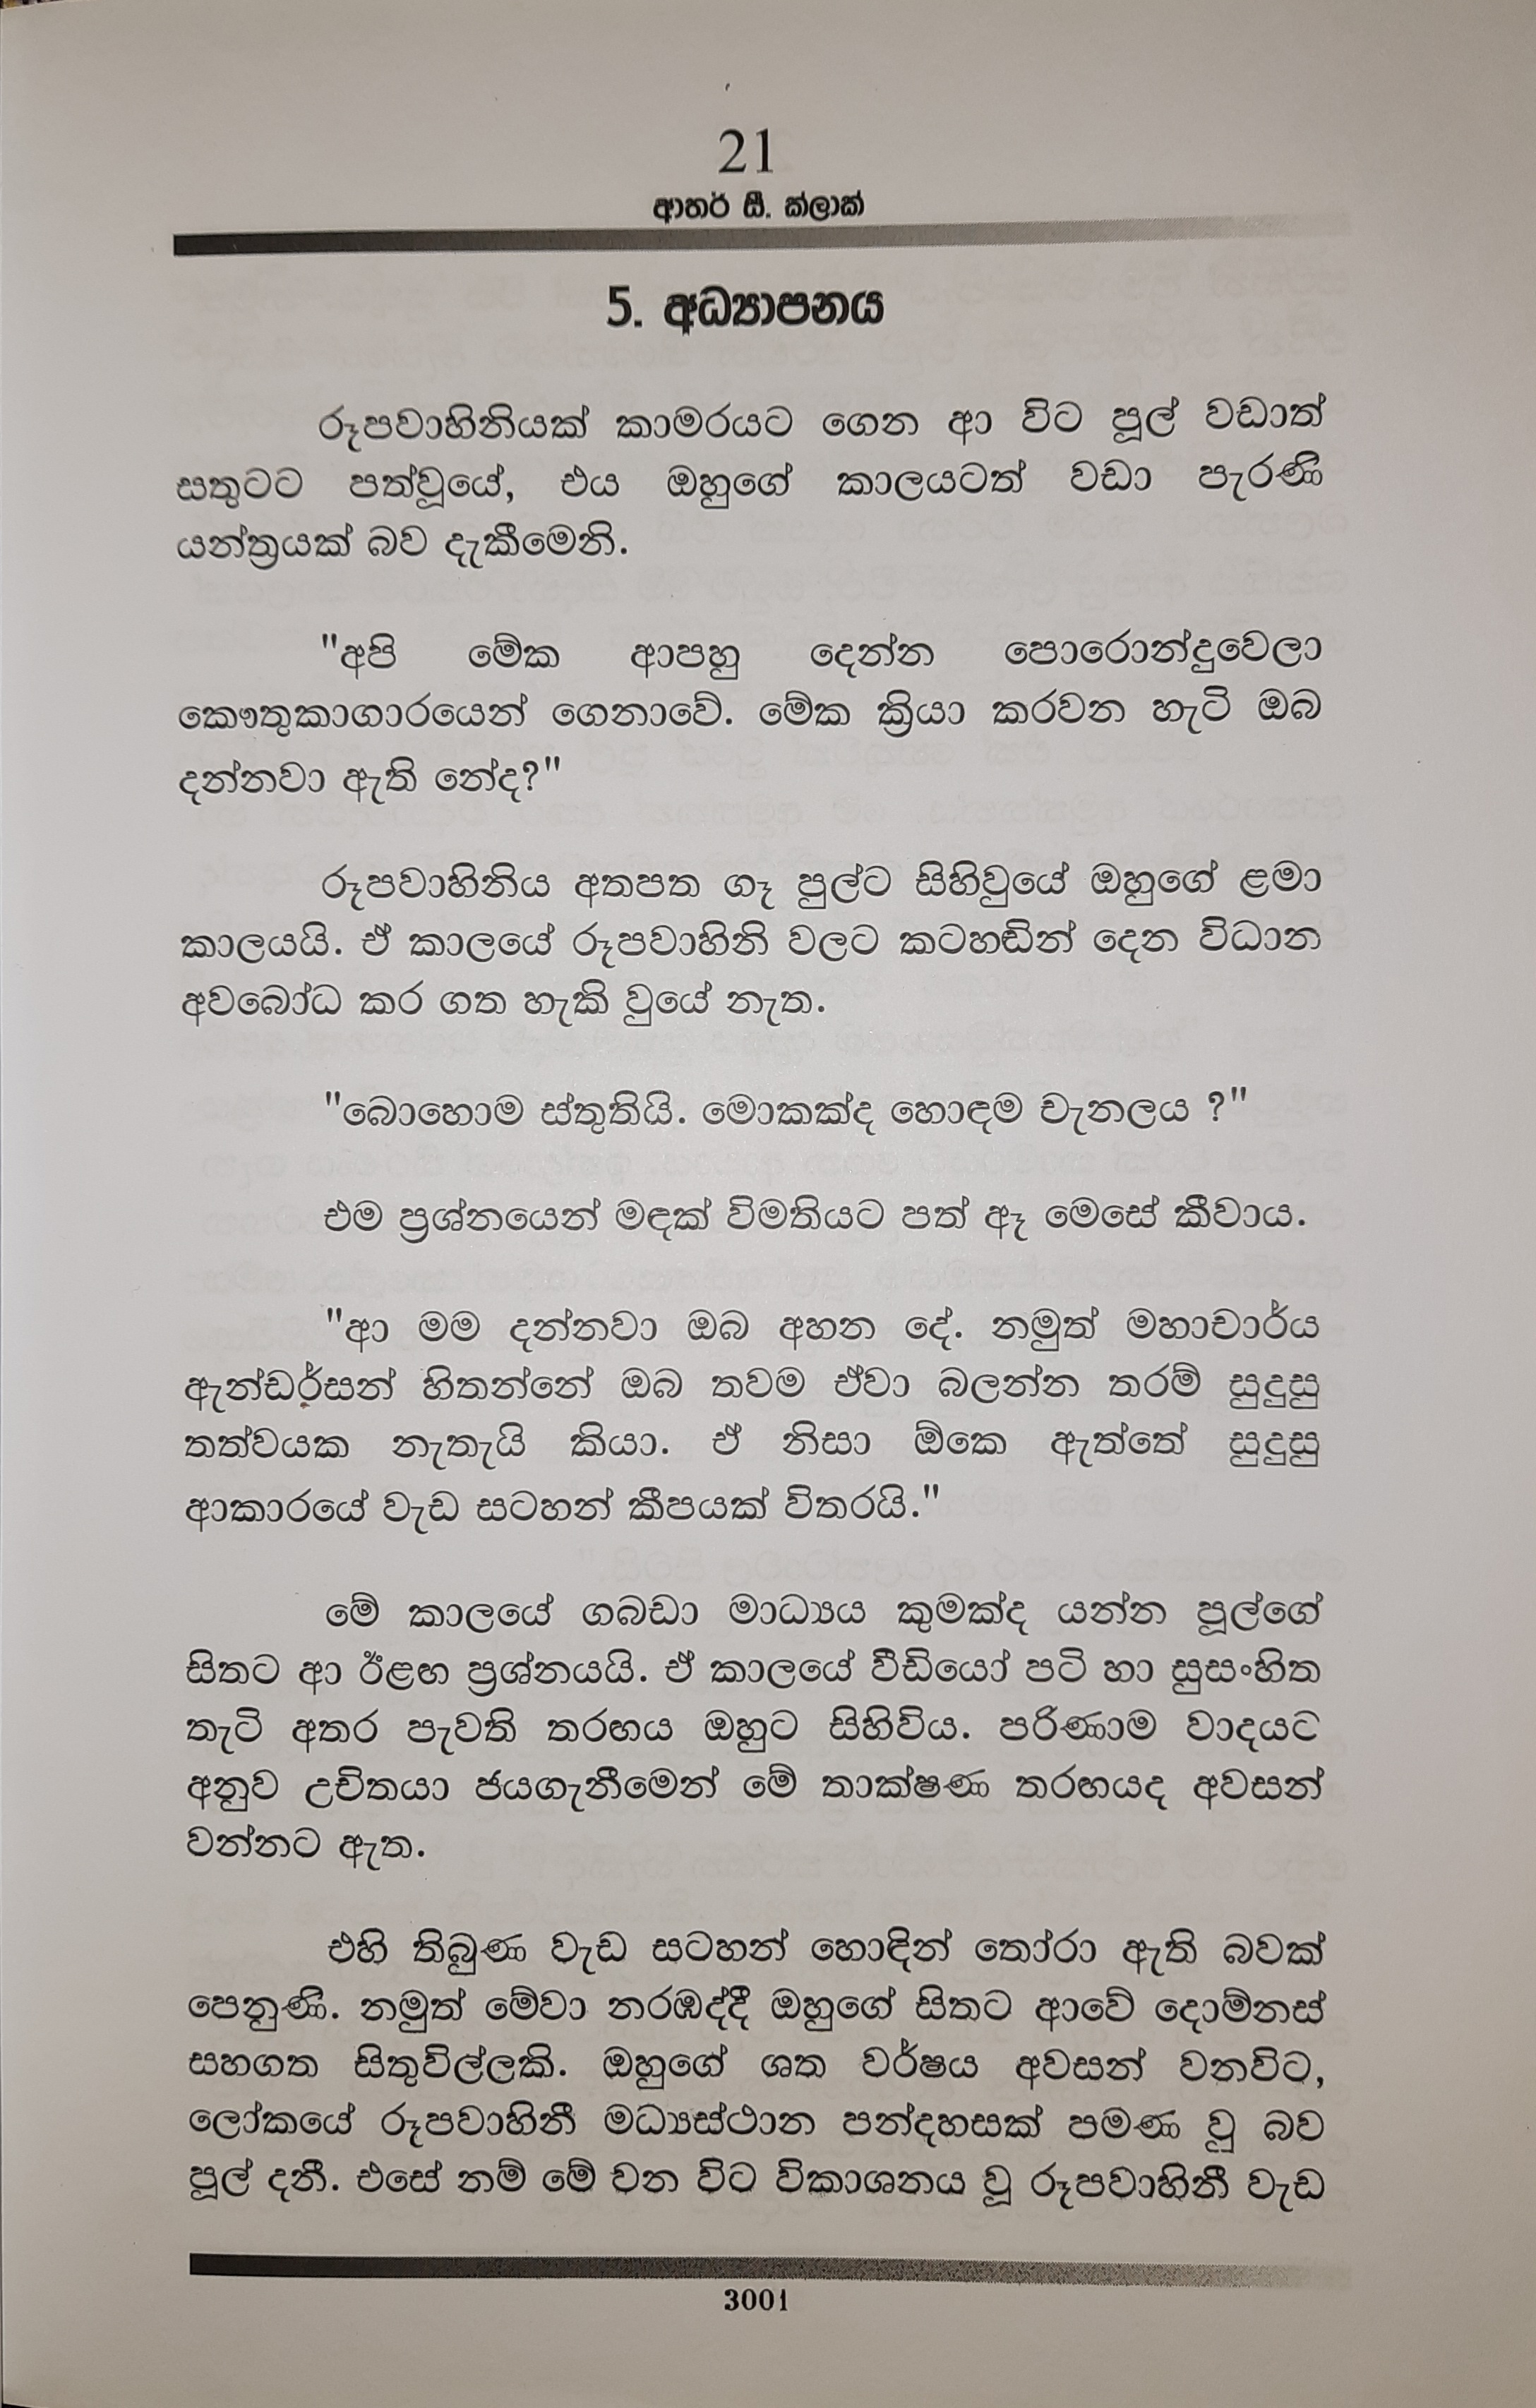 21
ආතර් සී. ක්ලාක්
5. අධ්‍යාපනය
රූපවාහිනියක් කාමරයට ගෙන ආ විට පූල් වඩාත්
සතුටට පත්වූයේ, එය ඔහුගේ කාලයටත් වඩා පැරණි
යන්ත්‍රයක් බව දැකීමෙනි.
"අපි මේක ආපහු දෙන්න පොරොන්දුවෙලා
කෞතුකාගාරයෙන් ගෙනාවේ. මේක ක්‍රියා කරවන හැටි ඔබ
දන්නවා ඇති නේද?"
රූපවාහිනිය අතපත ගෑ පුල්ට සිහිවුයේ ඔහුගේ ළමා
කාලයයි. ඒ කාලයේ රූපවාහිනි වලට කටහඬින් දෙන විධාන
අවබෝධ කර ගත හැකි වුයේ නැත.
"බොහොම ස්තූතියි. මොකක්ද හොඳම චැනලය ?"
එම ප්‍රශ්නයෙන් මඳක් විමතියට පත් ඈ මෙසේ කීවාය.
"ආ මම දන්නවා ඔබ අහන දේ. නමුත් මහාචාර්ය
ඇන්ඩර්සන් හිතන්නේ ඔබ තවම ඒවා බලන්න තරම් සුදුසු
තත්වයක නැතැයි කියා. ඒ නිසා ඕකෙ ඇත්තේ සුදුසු
ආකාරයේ වැඩ සටහන් කීපයක් විතරයි."
මේ කාලයේ ගබඩා මාධ්‍යය කුමක්ද යන්න පූල්ගේ
සිතට ආ ඊළඟ ප්‍රශ්නයයි. ඒ කාලයේ වීඩියෝ පටි හා සුසංහිත
තැටි අතර පැවති තරඟය ඔහුට සිහිවිය. පරිණාම වාදයට
අනුව උචිතයා ජයගැනීමෙන් මේ තාක්ෂණ තරඟයද අවසන්
වන්නට ඇත.
එහි තිබුණ වැඩ සටහන් හොඳින් තෝරා ඇති බවක්
පෙනුණි. නමුත් මේවා නරඹද්දී ඔහුගේ සිතට ආවේ දොම්නස්
සහගත සිතුවිල්ලකි. ඔහුගේ ශත වර්ෂය අවසන් වනවිට,
ලෝකයේ රූපවාහිනී මධ්‍යස්ථාන පන්දහසක් පමණ වූ බව
පූල් දනී. එසේ නම් මේ වන විට විකාශනය වූ රූපවාහිනී වැඩ
3001